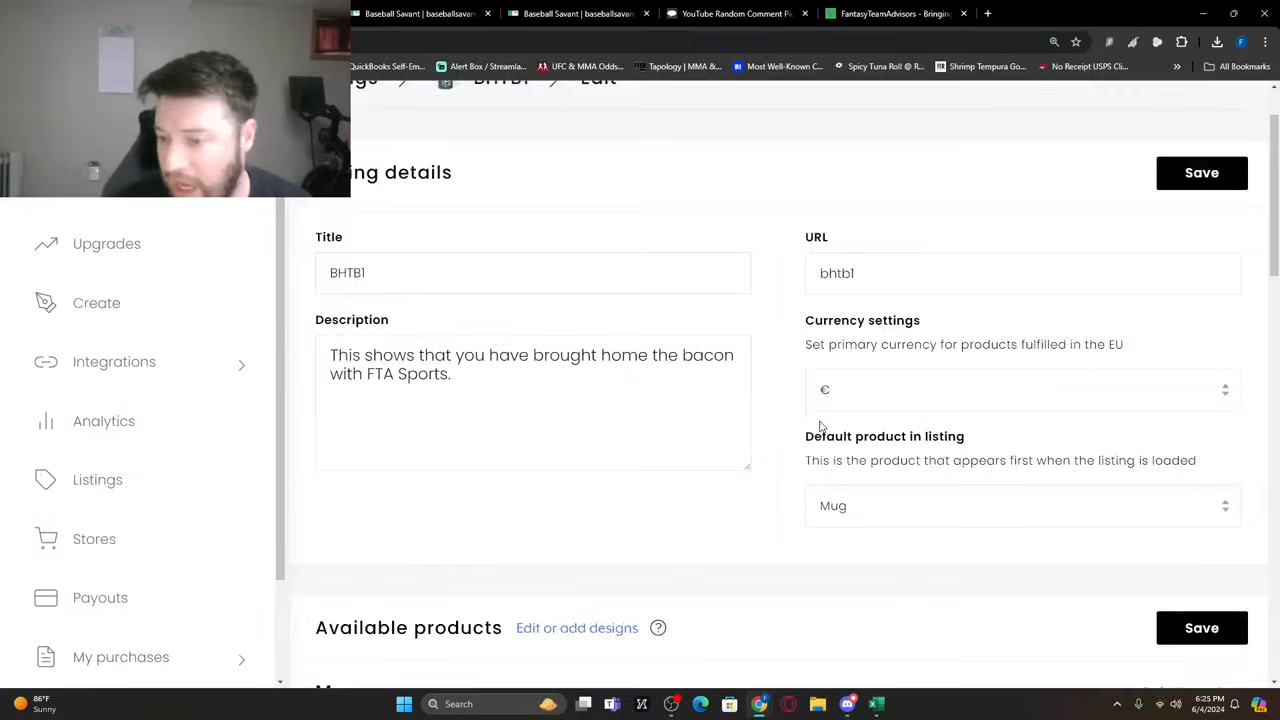 Baseball Savant | baseballsavan
Baseball Savant | baseballsavan
YouTube Random Comment Pic
FantasyTeamAdvisors - Bringing
QuickBooks Self-Em...
Alert Box / Streamla...
UFC & MMA Odds...
Tapology | MMA &...
Most Well-Known...
Spicy Tuna Roll @ R...
Shrimp Tempura Go...
No Receipt USPS Cli...
All Bookmarks
BHTB1
Edit
ing details
Save
Title
BHTB1
Description
This shows that you have brought home the bacon
with FTA Sports.
URL
bhtb1
Currency settings
Set primary currency for products fulfilled in the EU
€
Default product in listing
This is the product that appears first when the listing is loaded
Mug
Available products
Edit or add designs
Save
Upgrades
Create
Integrations
Analytics
Listings
Stores
Payouts
My purchases
86°F
Sunny
Search
6:25 PM
6/4/2024